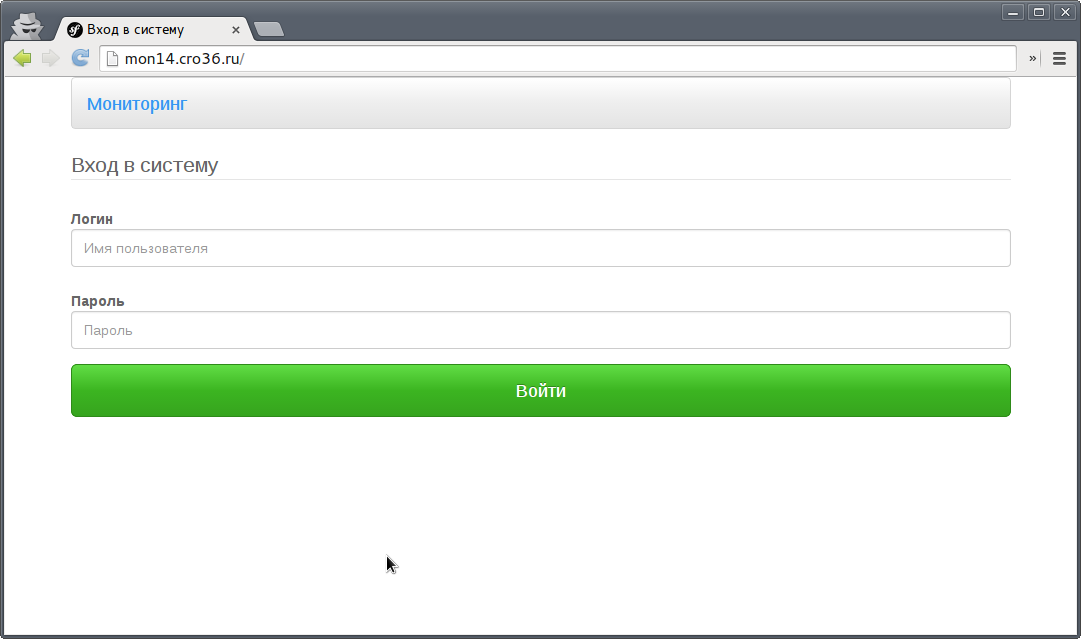 Вход в систему
mon14.cro36.ru/
»
Мониторинг
Вход в систему
Логин
Имя пользователя
Пароль
Пароль
Войти